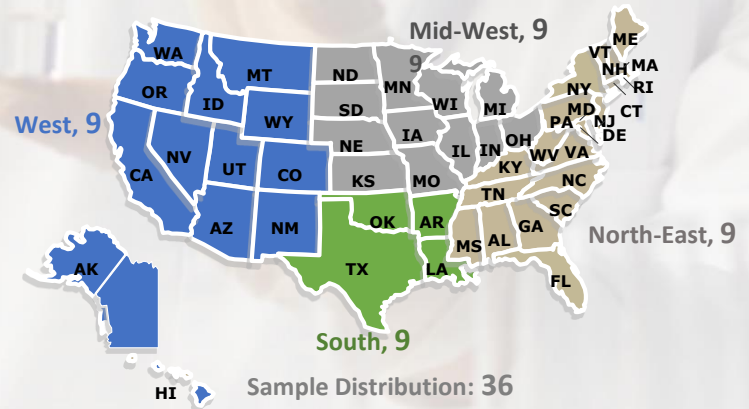 Mid-West, 9
9
ME
WA
VT
MT
ND
NH
MA
MN
OR
RI
NY
ID
SD
WI
MI
MD
CT
West, 9
WY
PA
NJ
IA
DE
NE
OH
IL
IN
WV
VA
NV
UT
KY
CA
CO
KS
MO
NC
TN
SC
OK
AR
AZ
NM
GA
North-East, 9
MS
AL
AK
TX
LA
FL
South, 9
HI
Sample Distribution: 36